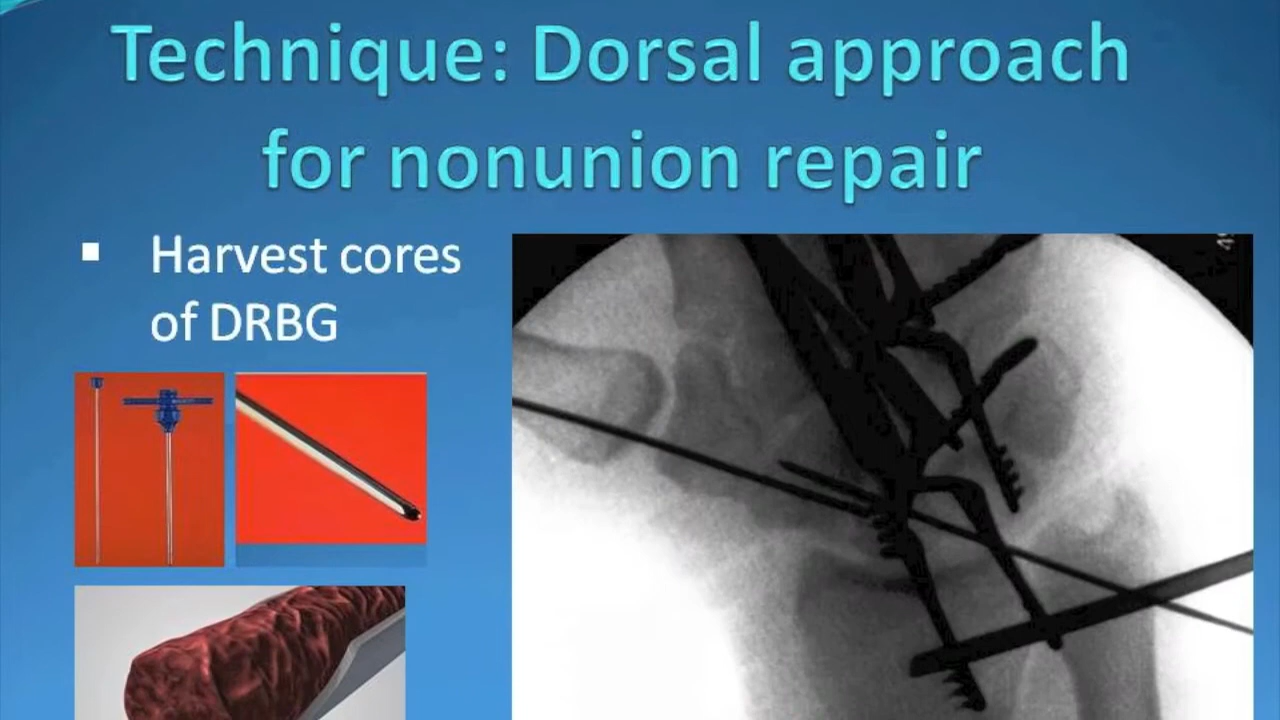 Technique: Dorsal approach
for nonunion repair
Harvest cores
of DRBG